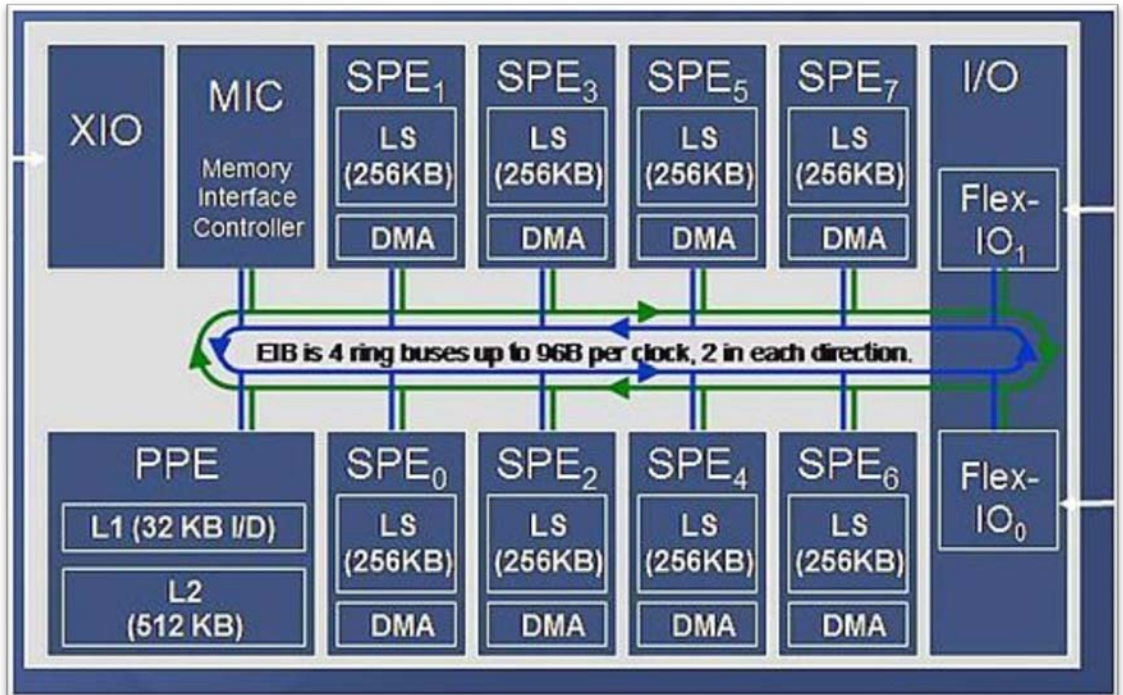 XIO
MIC
Memory
Interface
Controller
SPE₁
LS
(256KB)
DMA
SPE₃
LS
(256KB)
DMA
SPE₅
LS
(256KB)
DMA
SPE₇
LS
(256KB)
DMA
I/O
Flex-
IO₁
EIB is 4 ring buses up to 96B per clock, 2 in each direction.
PPE
L1 (32 KB I/D)
L2
(512 KB)
SPE₀
LS
(256KB)
DMA
SPE₂
LS
(256KB)
DMA
SPE₄
LS
(256KB)
DMA
SPE₆
LS
(256KB)
DMA
Flex-
IO₀